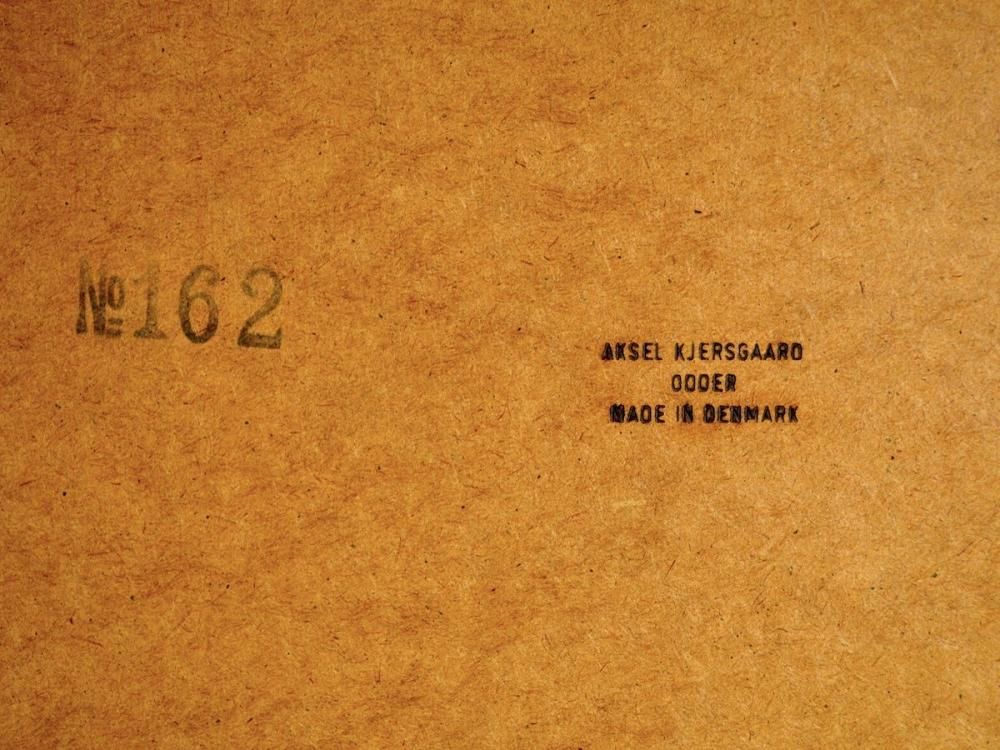 №162
AKSEL KJERSGAARD
ODDER
MADE IN DENMARK